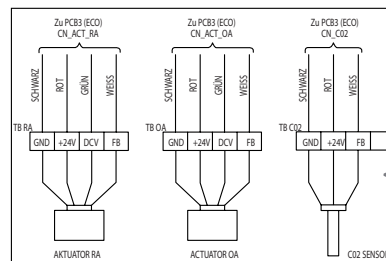 Zu PCB3 (ECO)
CN_ACT_RA
Zu PCB3 (ECO)
CN_ACT_OA
Zu PCB3 (ECO)
CN_C02
SCHWARZ
ROT
GRÜN
WEISS
SCHWARZ
ROT
GRÜN
WEISS
SCHWARZ
ROT
WEISS
TB RA
GND
+24V
DCV
FB
TB OA
GND
+24V
DCV
FB
TB C02
GND
+24V
FB
*
AKTUATOR RA
ACTUATOR OA
C02 SENSOR